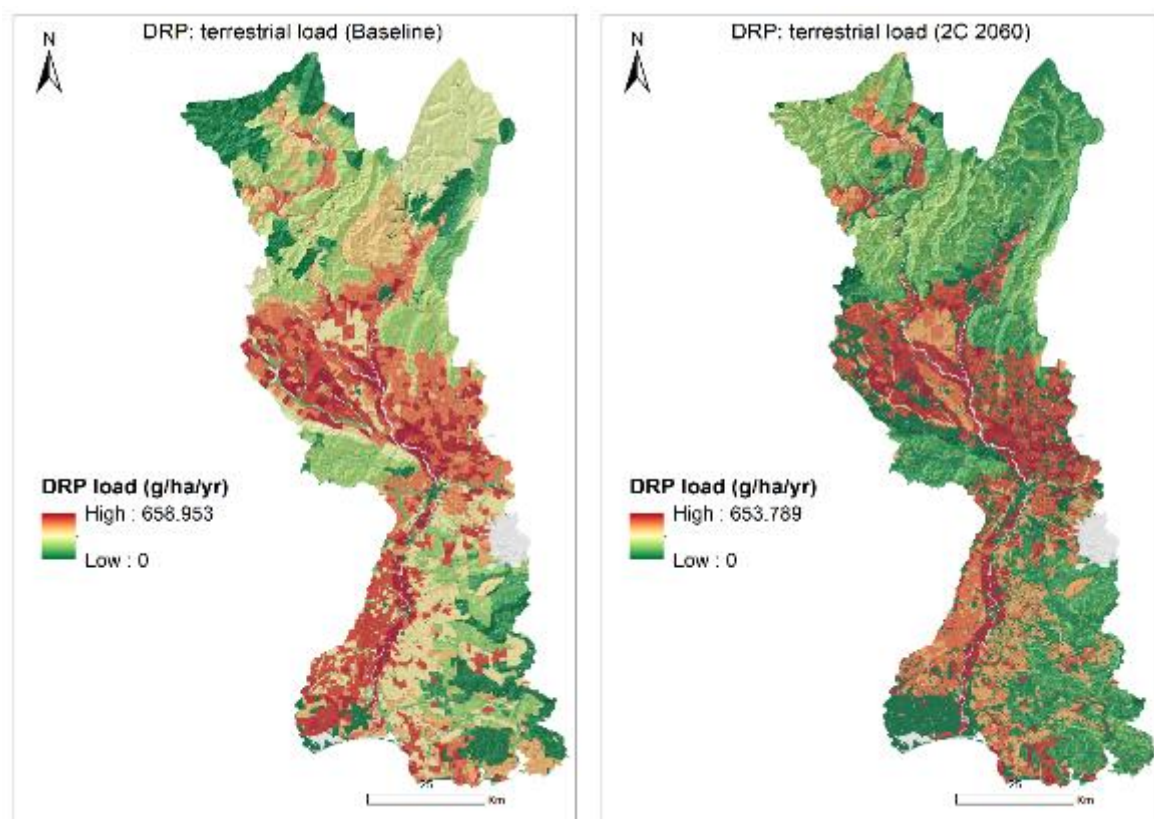 DRP: terrestrial load (Baseline)
N
DRP load (g/ha/yr)
High : 658.953
Low : 0
Km
DRP: terrestrial load (2C 2060)
N
DRP load (g/ha/yr)
High : 653.789
Low : 0
Km